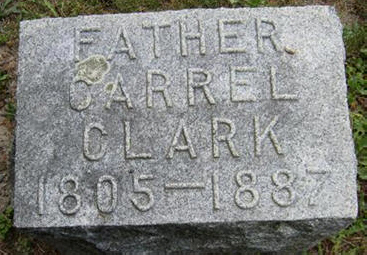 FATHER.
CARREL
CLARK
1805—1887